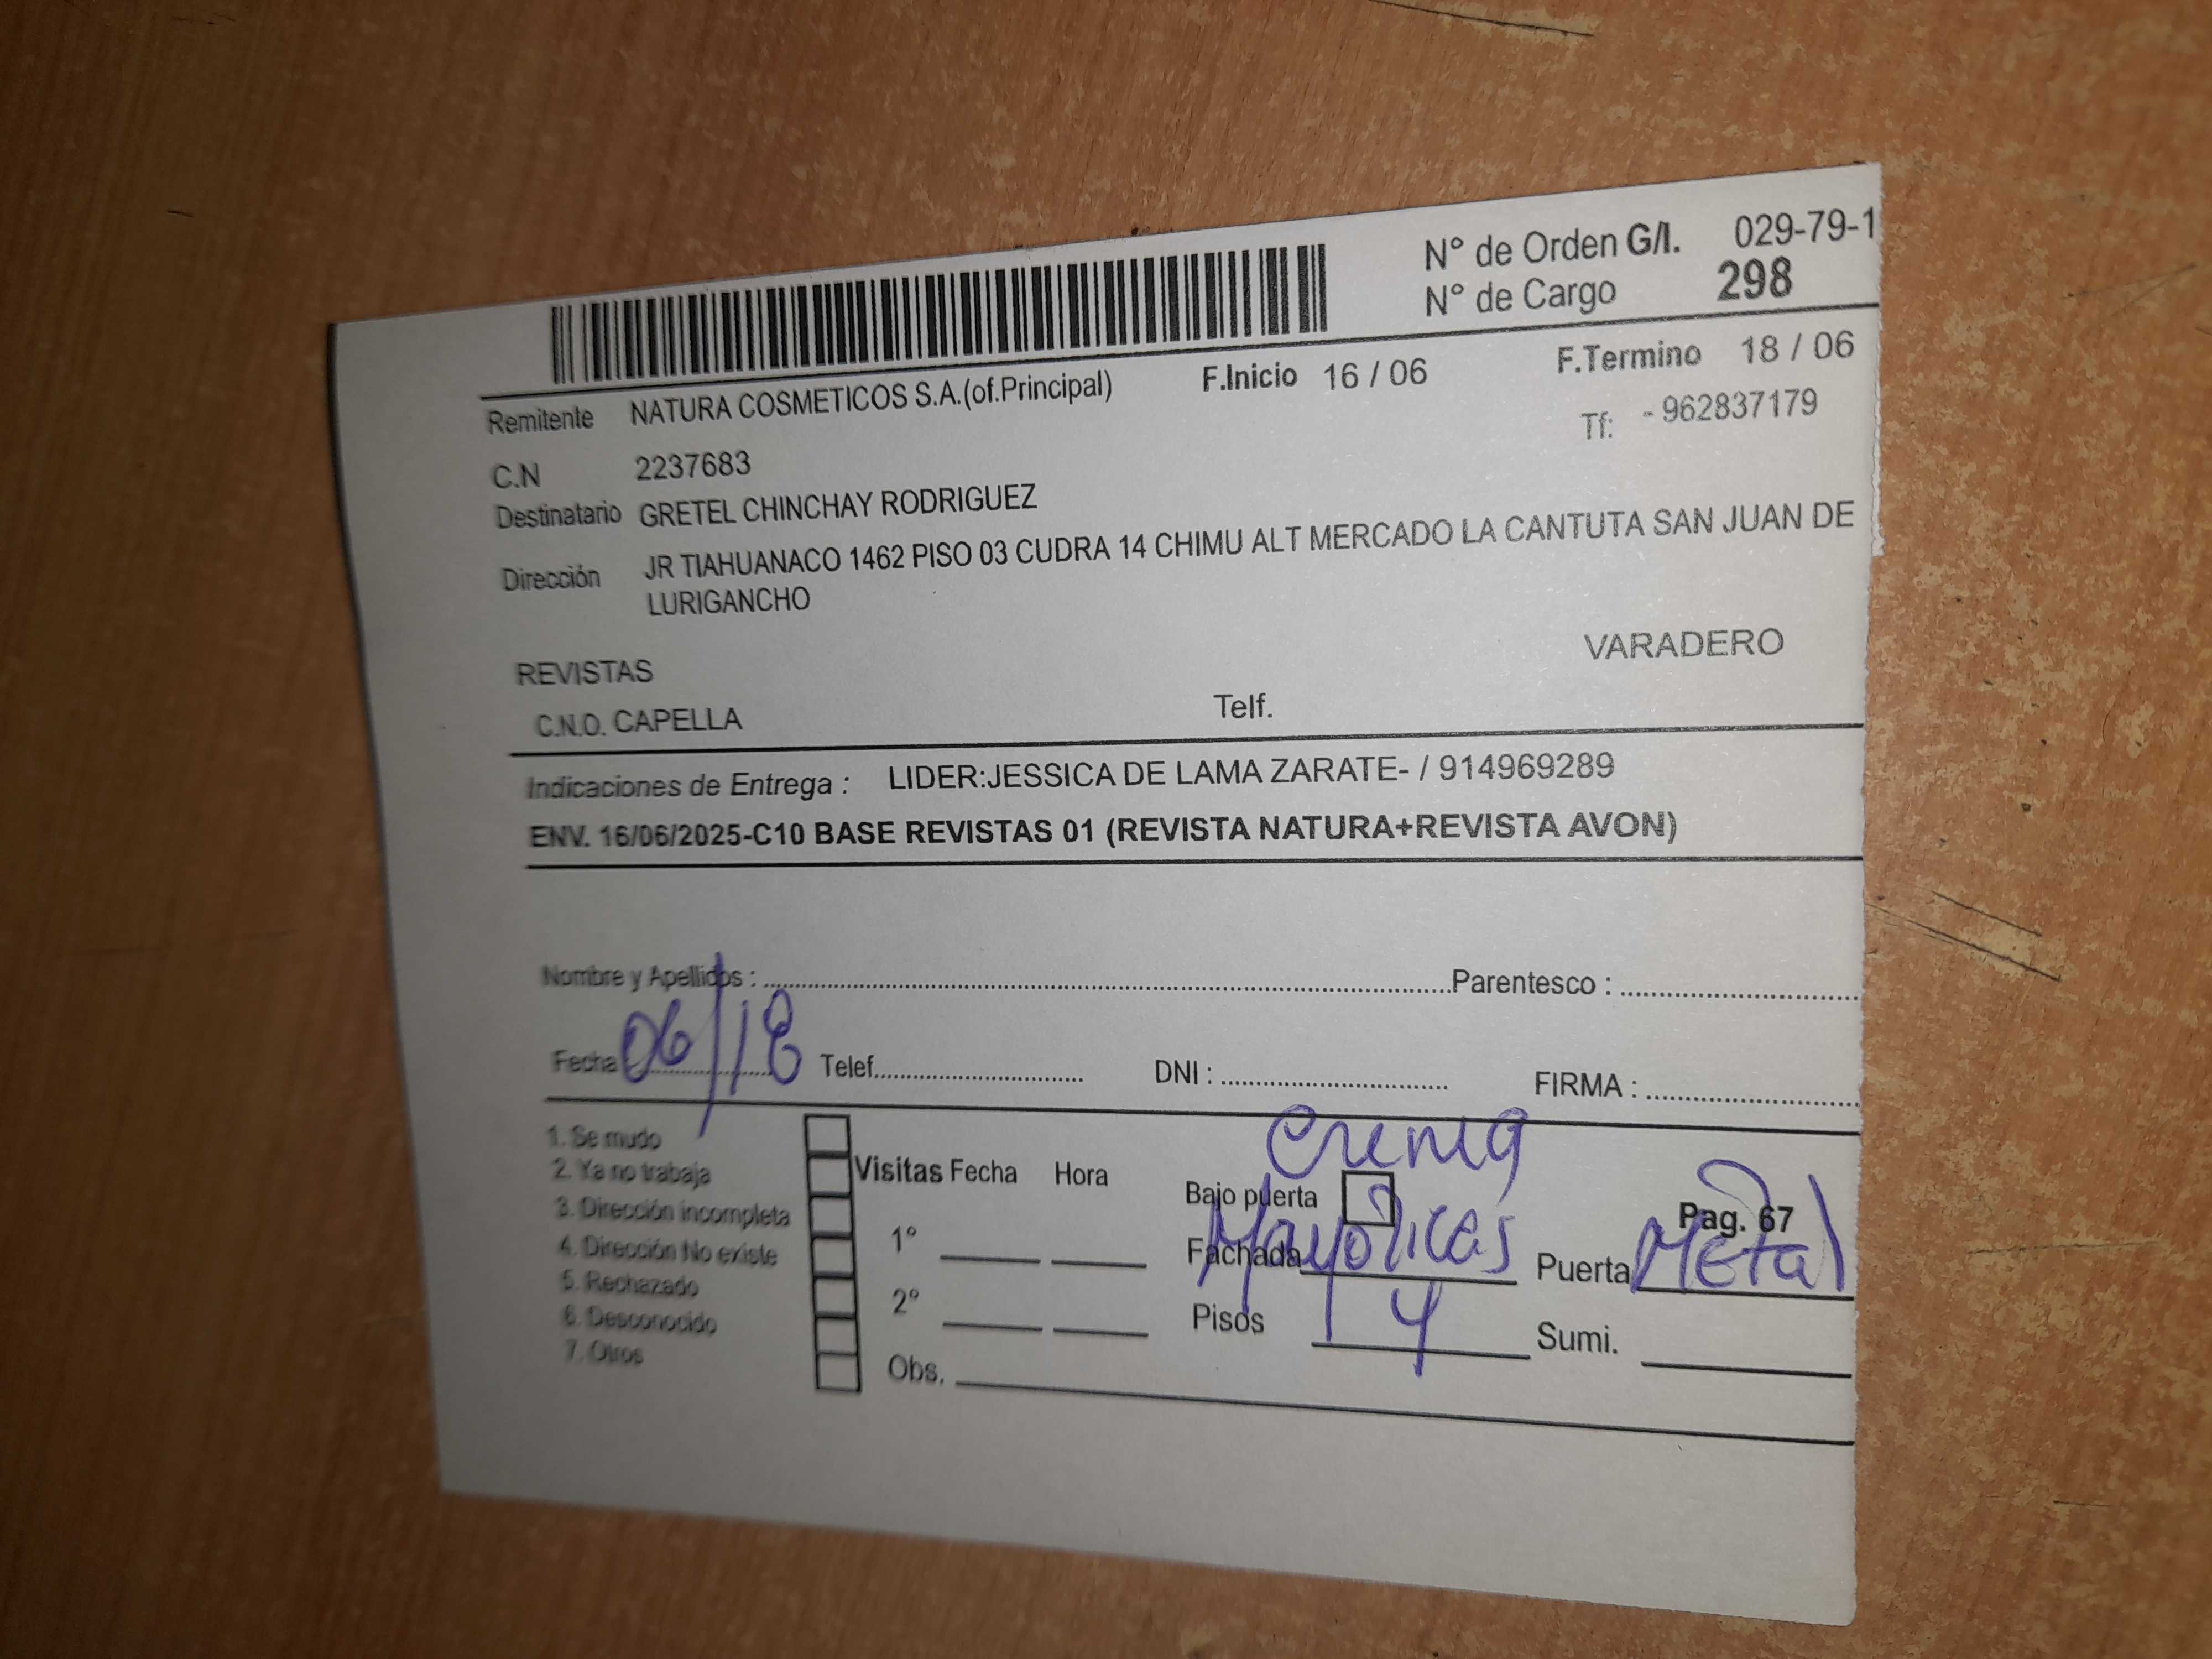 N° de Orden G/I. 029-79-1
N° de Cargo 298
Remitente NATURA COSMETICOS S.A.(of.Principal) F.Inicio 16 / 06 F.Termino 18 / 06
C.N 2237683 Tf: - 962837179
Destinatario GRETEL CHINCHAY RODRIGUEZ
Dirección JR TIAHUANACO 1462 PISO 03 CUDRA 14 CHIMU ALT MERCADO LA CANTUTA SAN JUAN DE
LURIGANCHO
REVISTAS VARADERO
C.N.O. CAPELLA Telf.
Indicaciones de Entrega : LIDER:JESSICA DE LAMA ZARATE- / 914969289
ENV. 16/06/2025-C10 BASE REVISTAS 01 (REVISTA NATURA+REVISTA AVON)
Nombre y Apellidos : Parentesco :
Fecha 06/18 Telef. DNI : FIRMA :
1. Se mudo
2. Ya no trabaja
3. Dirección incompleta
4. Dirección No existe
5. Rechazado
6. Desconocido
7. Otros
Visitas Fecha Hora
1°
2°
Obs.
Crema
Bajo puerta Pag. 67
Fachada Mayolicas Puerta Metal
Pisos 4 Sumi.